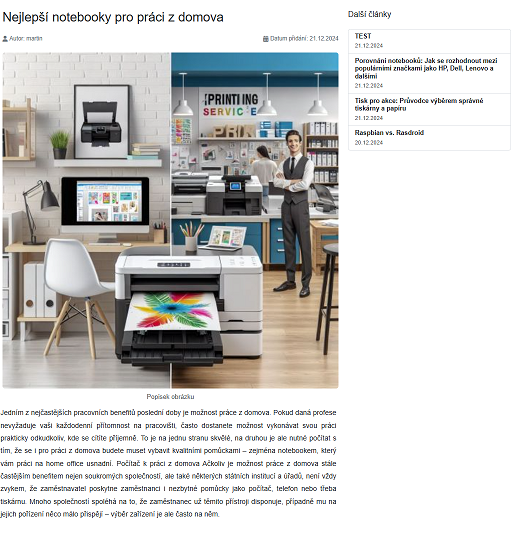 Nejlepší notebooky pro práci z domova
Autor: martin
Datum přidání: 21.12.2024
PRINTING
SERVICE
Popisek obrázku
Jedním z nejčastějších pracovních benefitů poslední doby je možnost práce z domova. Pokud daná profese
nevyžaduje vaši každodenní přítomnost na pracovišti, často dostanete možnost vykonávat svou práci
prakticky odkudkoliv, kde se cítíte příjemně. To je na jednu stranu skvělé, na druhou je ale nutné počítat s
tím, že se i pro práci z domova budete muset vybavit kvalitními pomůckami – zejména notebookem, který
vám práci na home office usnadní. Počítač k práci z domova Ačkoliv je možnost práce z domova stále
častějším benefitem nejen soukromých společností, ale také některých státních institucí a úřadů, není vždy
zvykem, že zaměstnavatel poskytne zaměstnanci i nezbytné pomůcky jako počítač, telefon nebo třeba
tiskárnu. Mnoho společností spoléhá na to, že zaměstnanec už těmito přístroji disponuje, případně mu na
jejich pořízení něco málo přispějí – výběr zařízení je ale často na něm.
Další články
TEST
21.12.2024
Porovnání notebooků: Jak se rozhodnout mezi
populárními značkami jako HP, Dell, Lenovo a
dalšími
21.12.2024
Tisk pro akce: Průvodce výběrem správné
tiskárny a papíru
21.12.2024
Raspbian vs. Rasdroid
20.12.2024